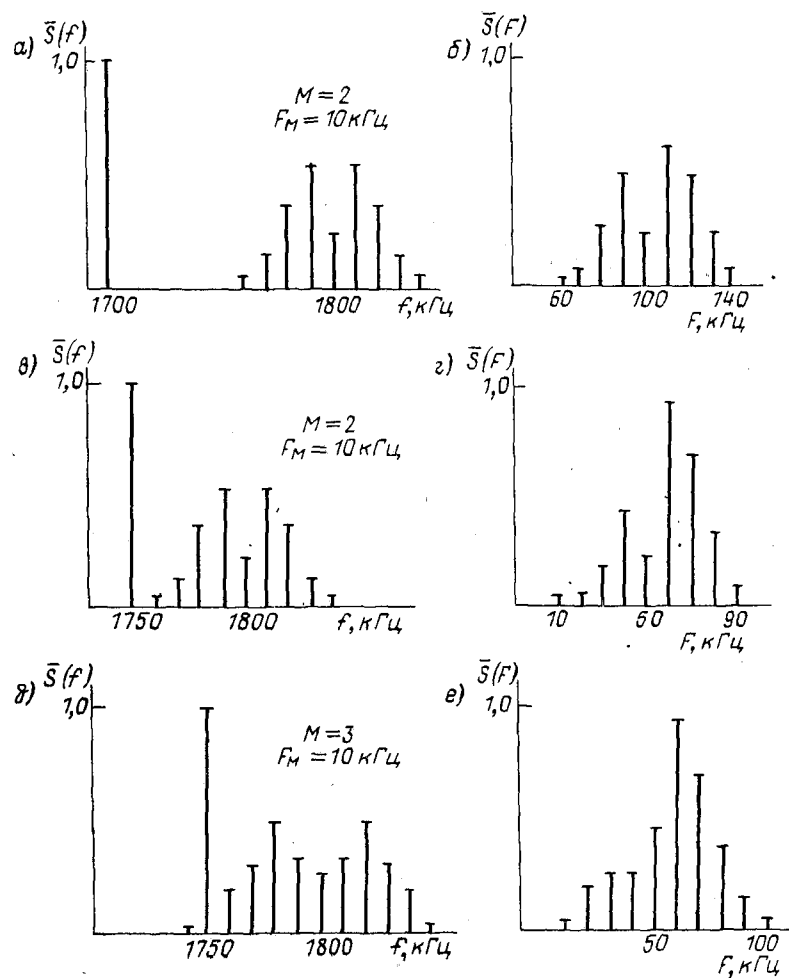 а) S̅(f)
1,0
M = 2
F_M = 10 кГц
1700 1800 f, кГц
б) S̅(F)
1,0
60 100 140
F, кГц
в) S̅(f)
1,0
M = 2
F_M = 10 кГц
1750 1800 f, кГц
г) S̅(F)
1,0
10 50 90
F, кГц
д) S̅(f)
1,0
M = 3
F_M = 10 кГц
1750 1800 f, кГц
е) S̅(F)
1,0
50 100
F, кГц